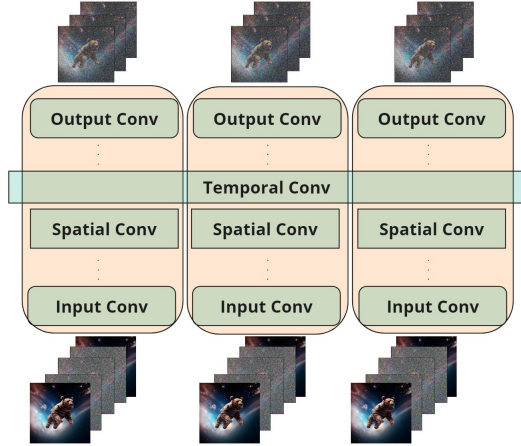 Output Conv Output Conv Output Conv
Temporal Conv
Spatial Conv Spatial Conv Spatial Conv
Input Conv Input Conv Input Conv